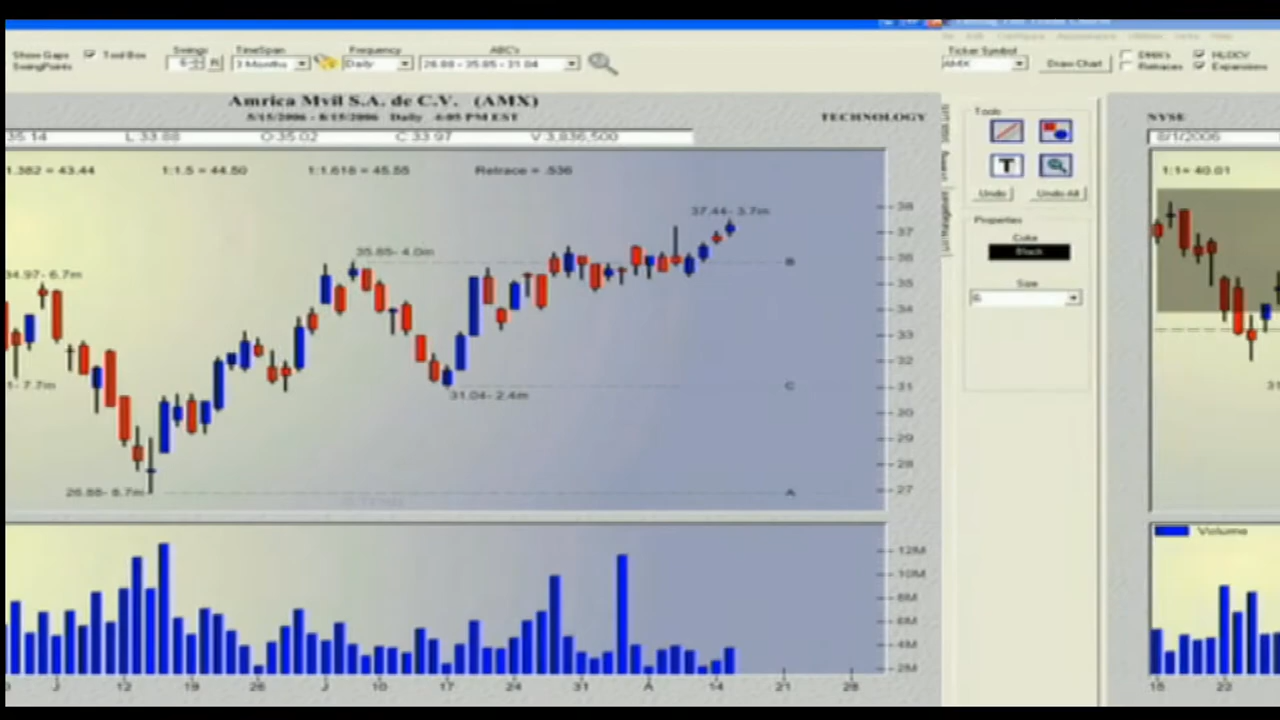 Show Gaps
SwingPoints
Tool Box
Swings
6
R
TimeSpan
3 Months
Frequency
Daily
ABC's
26.88 - 35.85 - 31.04
Ticker Symbol
AMX
Draw Chart
Retraces
HLOCV
Expansions
Amrica Mvil S.A. de C.V. (AMX)
5/15/2006 - 8/15/2006 Daily 4:05 PM EST
TECHNOLOGY
NYSE
35.14 L:33.88 O:35.02 C:33.97 V:3,836,500
8/1/2006
1.382 = 43.44 1:1.5 = 44.50 1:1.618 = 45.55 Retrace = .536
1:1= 40.01
Tools
T
Undo
Undo All
Properties
Color
Black
Size
6
37.44- 3.7m
35.85- 4.0m
34.97- 6.7m
31.04- 2.4m
26.88- 6.7m
1- 7.7m
B
C
A
38
37
36
35
34
33
32
31
30
29
28
27
Volume
12M
10M
8M
6M
4M
2M
J 12 19 26 J 10 17 24 31 A 14 21 28
15 22